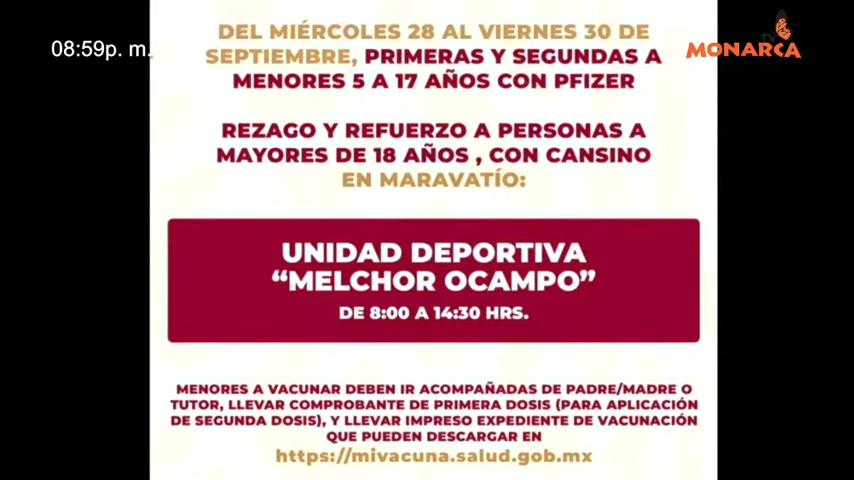 DEL MIÉRCOLES 28 AL VIERNES 30 DE
SEPTIEMBRE, PRIMERAS Y SEGUNDAS A
MENORES 5 A 17 AÑOS CON PFIZER
08:59p. m.
TV
MONARCA
REZAGO Y REFUERZO A PERSONAS A
MAYORES DE 18 AÑOS , CON CANSINO
EN MARAVATÍO:
UNIDAD DEPORTIVA
“MELCHOR OCAMPO”
DE 8:00 A 14:30 HRS.
MENORES A VACUNAR DEBEN IR ACOMPAÑADAS DE PADRE/MADRE O
TUTOR, LLEVAR COMPROBANTE DE PRIMERA DOSIS (PARA APLICACIÓN
DE SEGUNDA DOSIS), Y LLEVAR IMPRESO EXPEDIENTE DE VACUNACIÓN
QUE PUEDEN DESCARGAR EN
https://mivacuna.salud.gob.mx